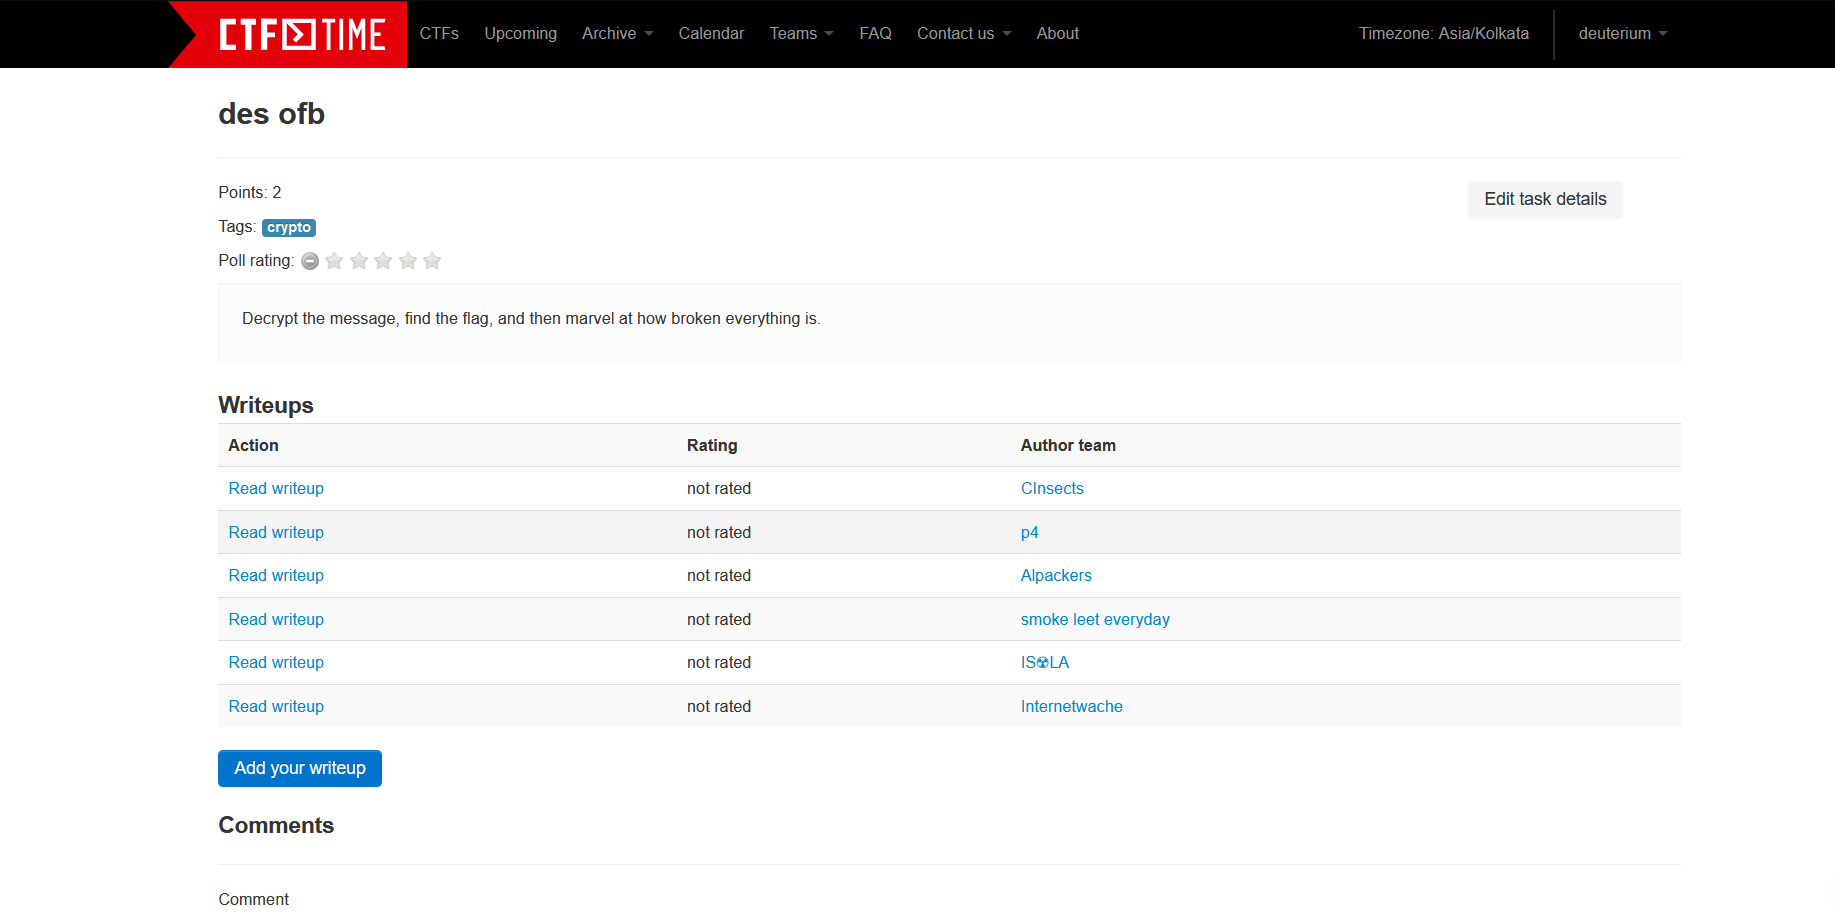 CTF TIME CTFs Upcoming Archive Calendar Teams FAQ Contact us About Timezone: Asia/Kolkata deuterium
des ofb
Points: 2
Edit task details
Tags: crypto
Poll rating:
Decrypt the message, find the flag, and then marvel at how broken everything is.
Writeups
Action Rating Author team
Read writeup not rated CInsects
Read writeup not rated p4
Read writeup not rated Alpackers
Read writeup not rated smoke leet everyday
Read writeup not rated IS☢LA
Read writeup not rated Internetwache
Add your writeup
Comments
Comment